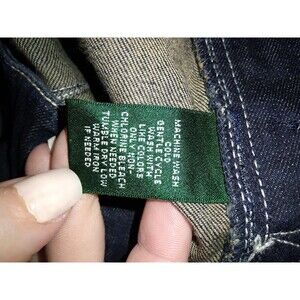 MACHINE WASH
COLD
GENTLE CYCLE
WASH WITH
LIKE COLORS
ONLY NON-
CHLORINE BLEACH
WHEN NEEDED
TUMBLE DRY LOW
WARM IRON
IF NEEDED